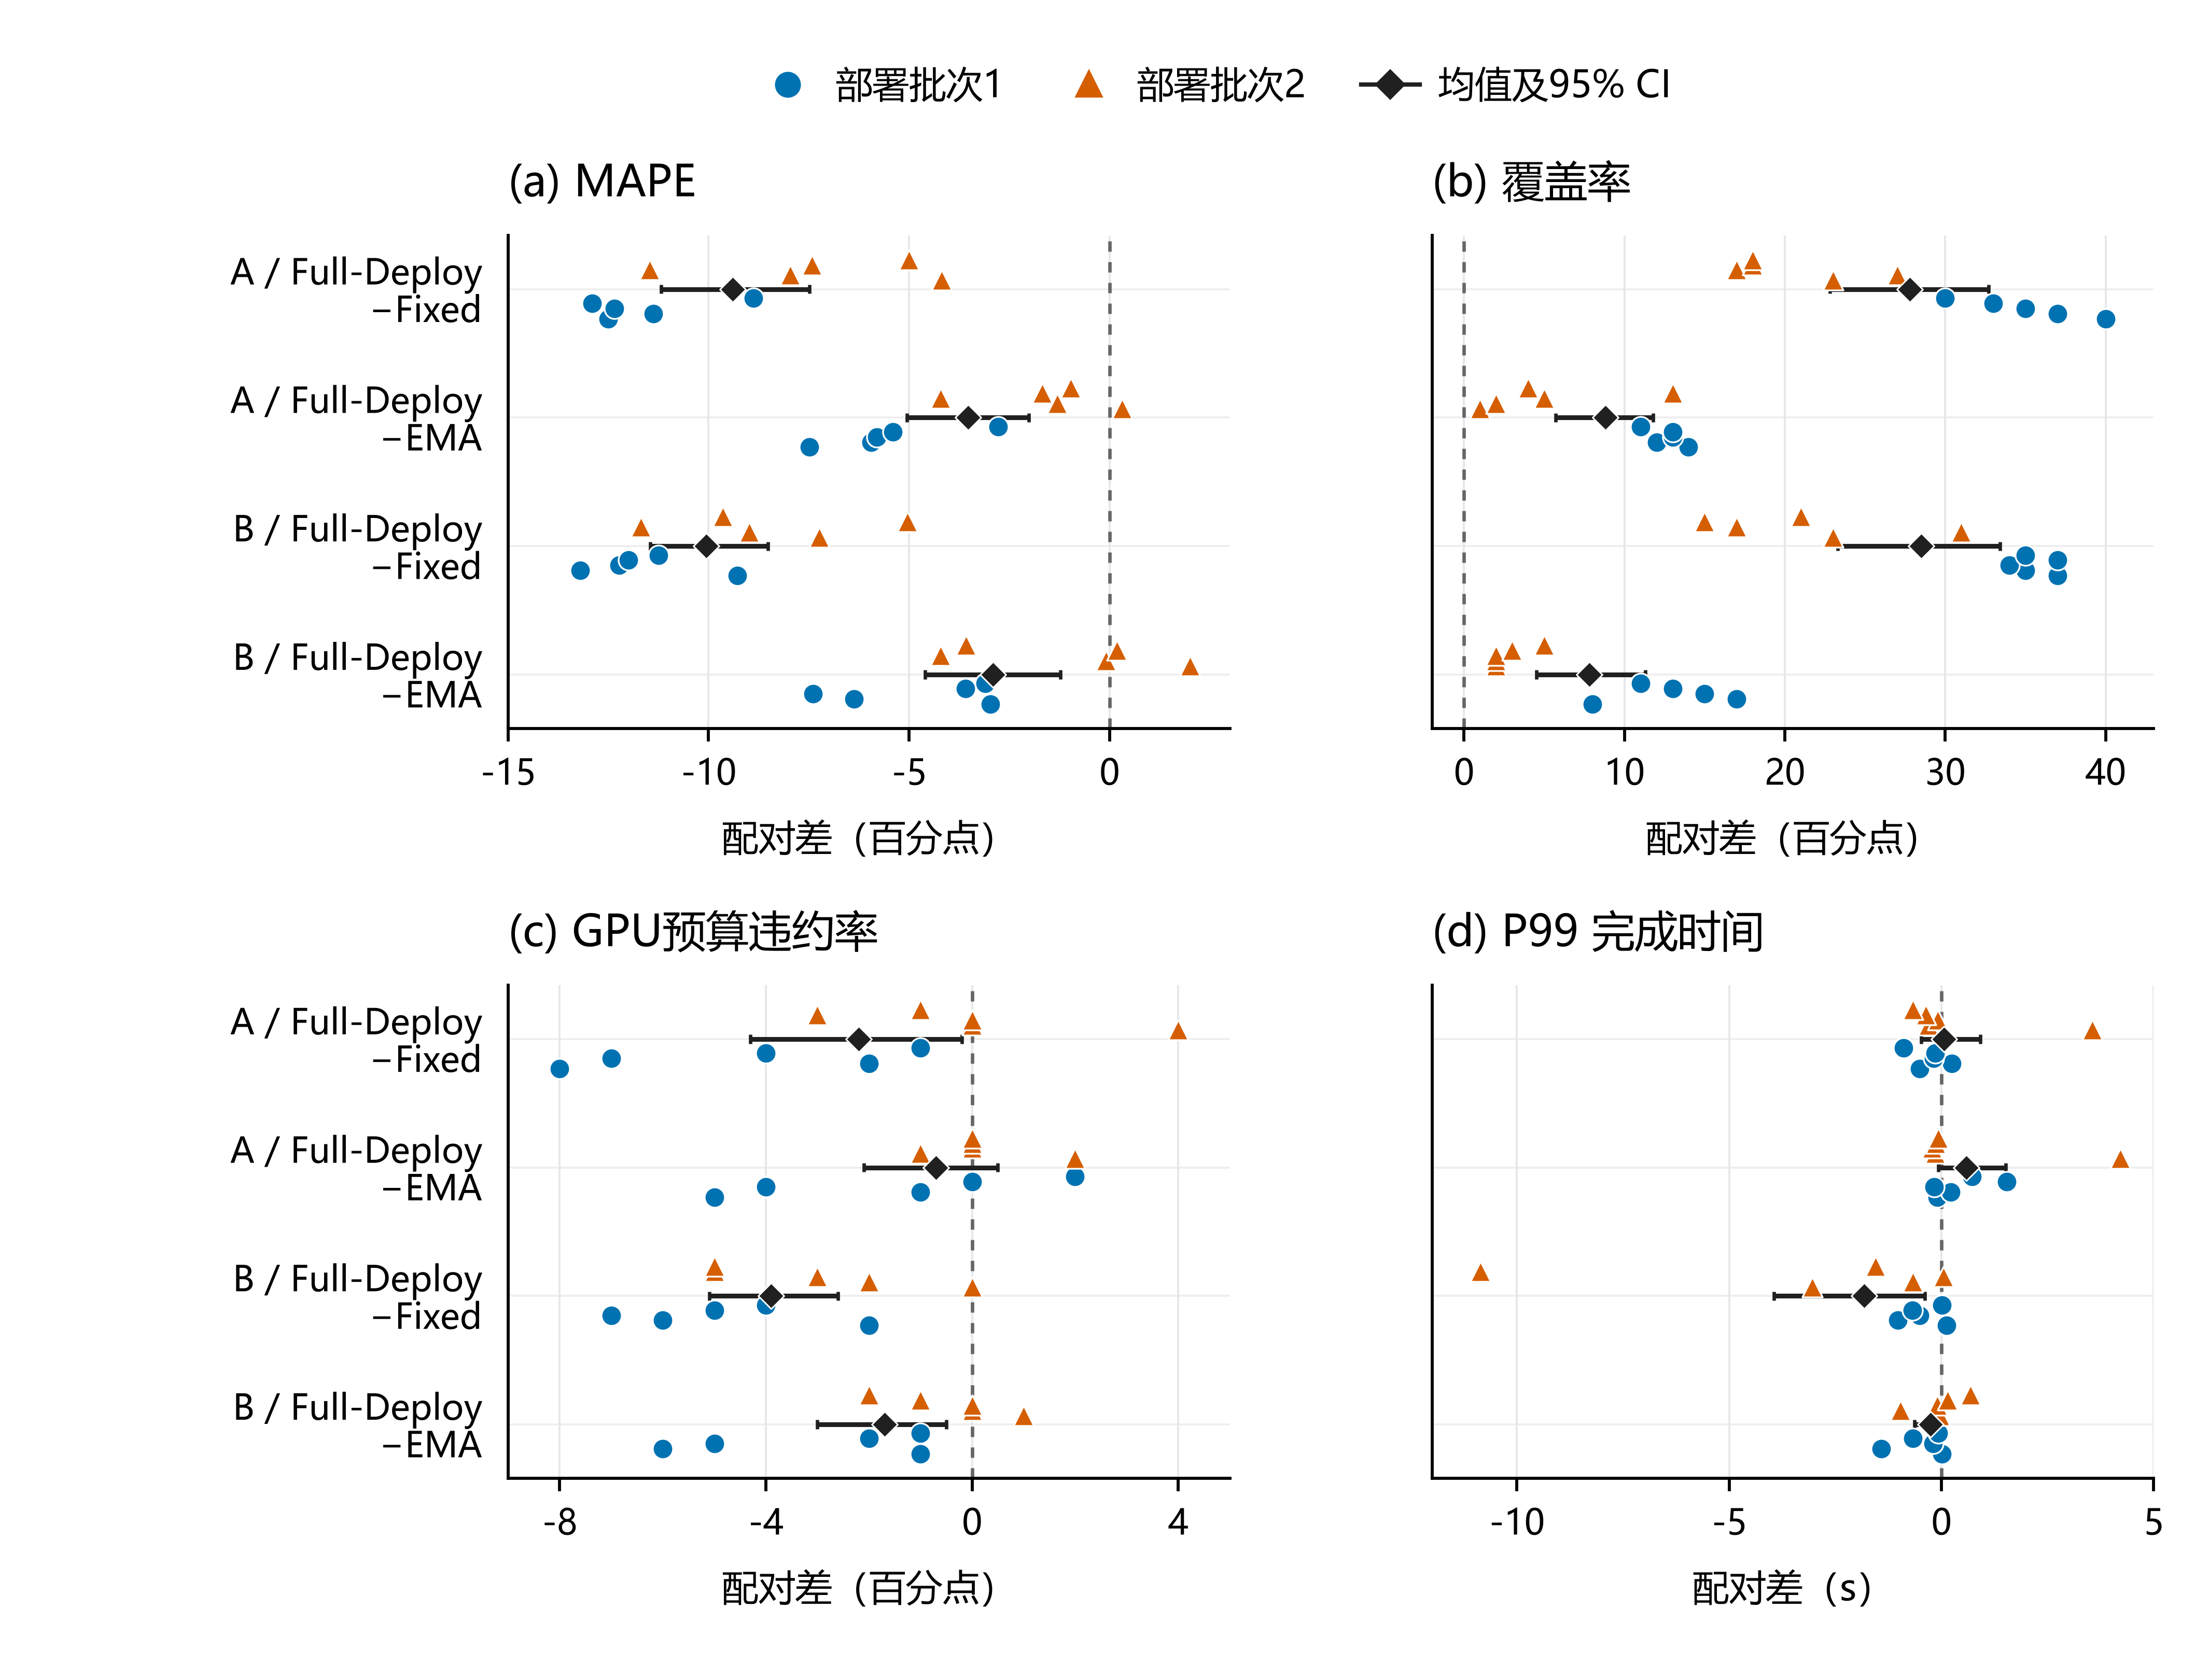 部署批次1 部署批次2 均值及95% CI
(a) MAPE
A / Full-Deploy
−Fixed
A / Full-Deploy
−EMA
B / Full-Deploy
−Fixed
B / Full-Deploy
−EMA
-15 -10 -5 0
配对差（百分点）
(b) 覆盖率
0 10 20 30 40
配对差（百分点）
(c) GPU预算违约率
A / Full-Deploy
−Fixed
A / Full-Deploy
−EMA
B / Full-Deploy
−Fixed
B / Full-Deploy
−EMA
-8 -4 0 4
配对差（百分点）
(d) P99 完成时间
-10 -5 0 5
配对差（s）